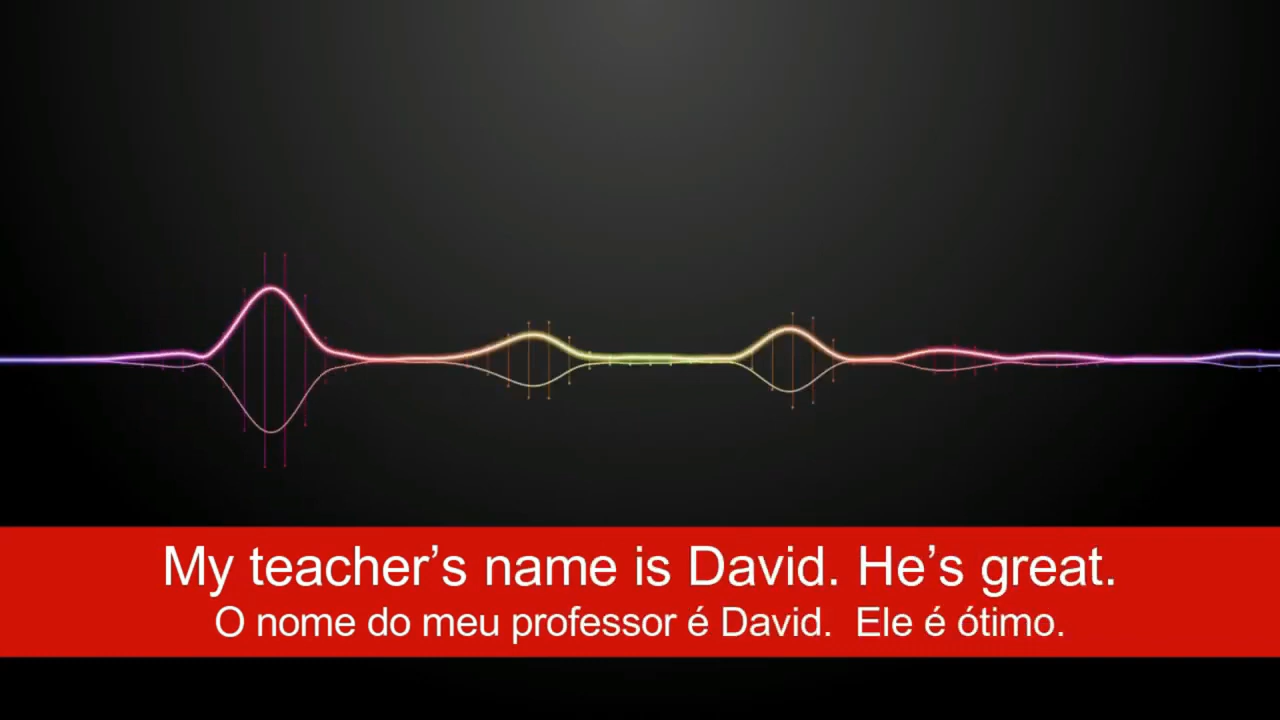 My teacher’s name is David. He’s great.
O nome do meu professor é David.  Ele é ótimo.